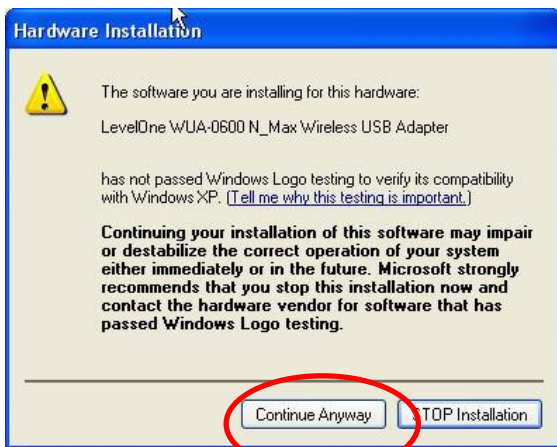 Hardware Installation
The software you are installing for this hardware:
LevelOne WUA-0600 N_Max Wireless USB Adapter
has not passed Windows Logo testing to verify its compatibility
with Windows XP. (Tell me why this testing is important.)
Continuing your installation of this software may impair
or destabilize the correct operation of your system
either immediately or in the future. Microsoft strongly
recommends that you stop this installation now and
contact the hardware vendor for software that has
passed Windows Logo testing.
Continue Anyway STOP Installation